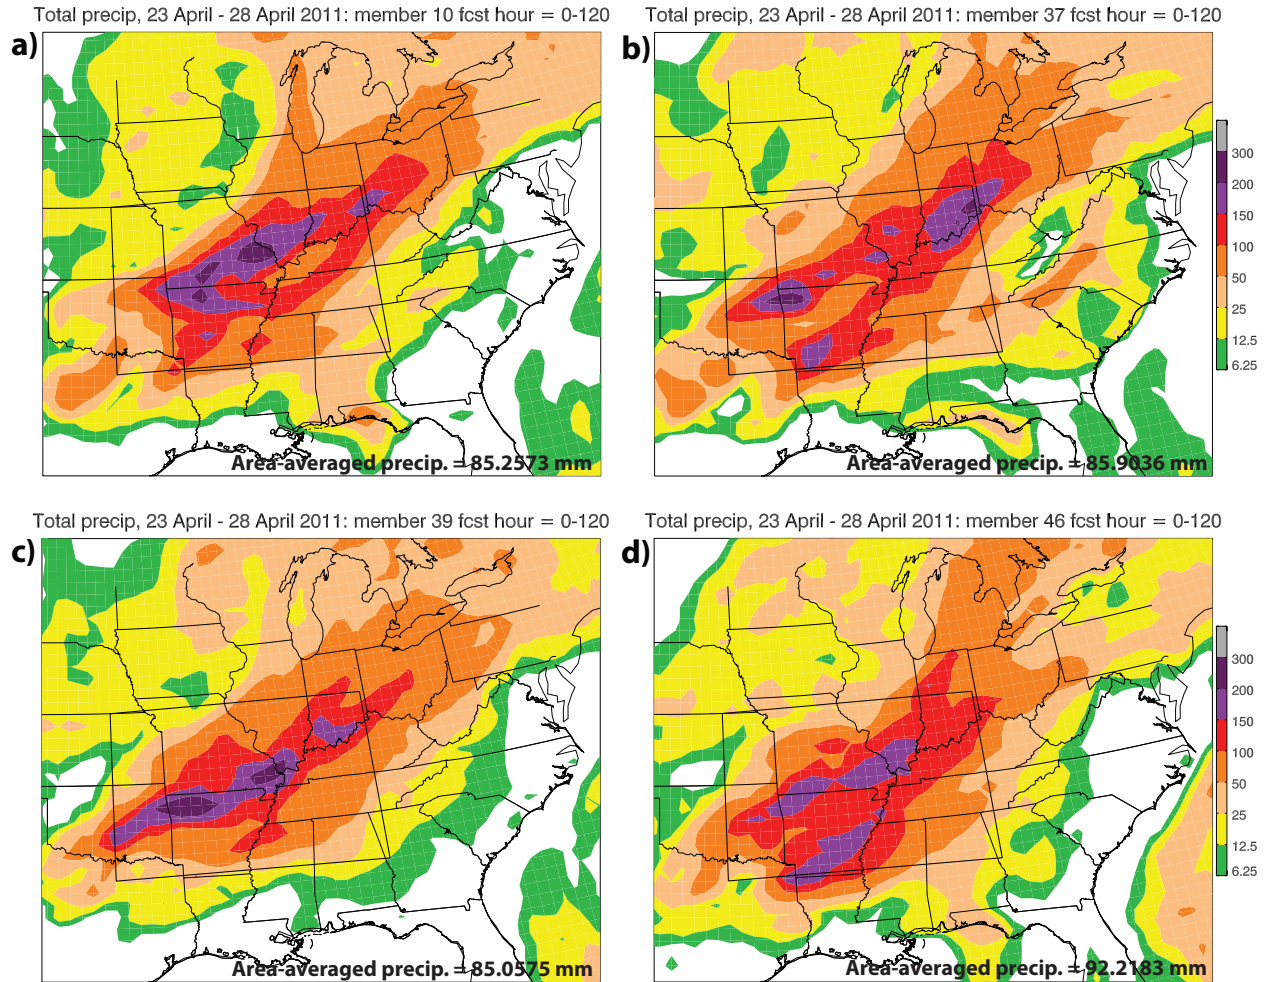 Total precip, 23 April - 28 April 2011: member 10 fcst hour = 0-120
Total precip, 23 April - 28 April 2011: member 37 fcst hour = 0-120
a)
b)
300
200
150
100
50
25
12.5
6.25
Area-averaged precip. = 85.2573 mm
Area-averaged precip. = 85.9036 mm
Total precip, 23 April - 28 April 2011: member 39 fcst hour = 0-120
Total precip, 23 April - 28 April 2011: member 46 fcst hour = 0-120
c)
d)
300
200
150
100
50
25
12.5
6.25
Area-averaged precip. = 85.0575 mm
Area-averaged precip. = 92.2183 mm